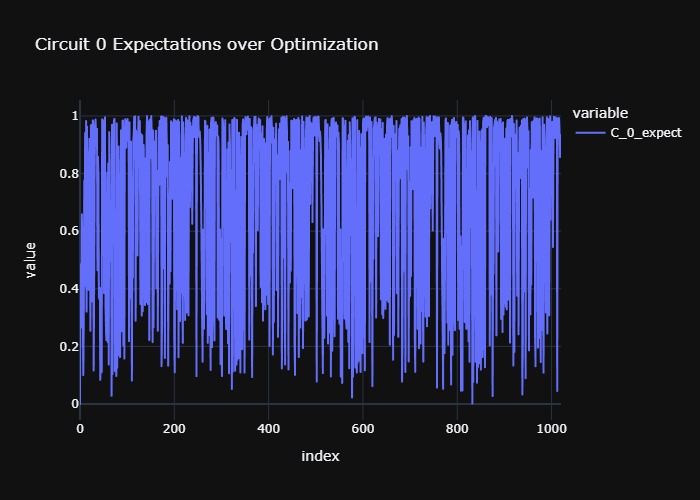 Circuit 0 Expectations over Optimization
variable
C_0_expect
value
1
0.8
0.6
0.4
0.2
0
0
200
400
600
800
1000
index